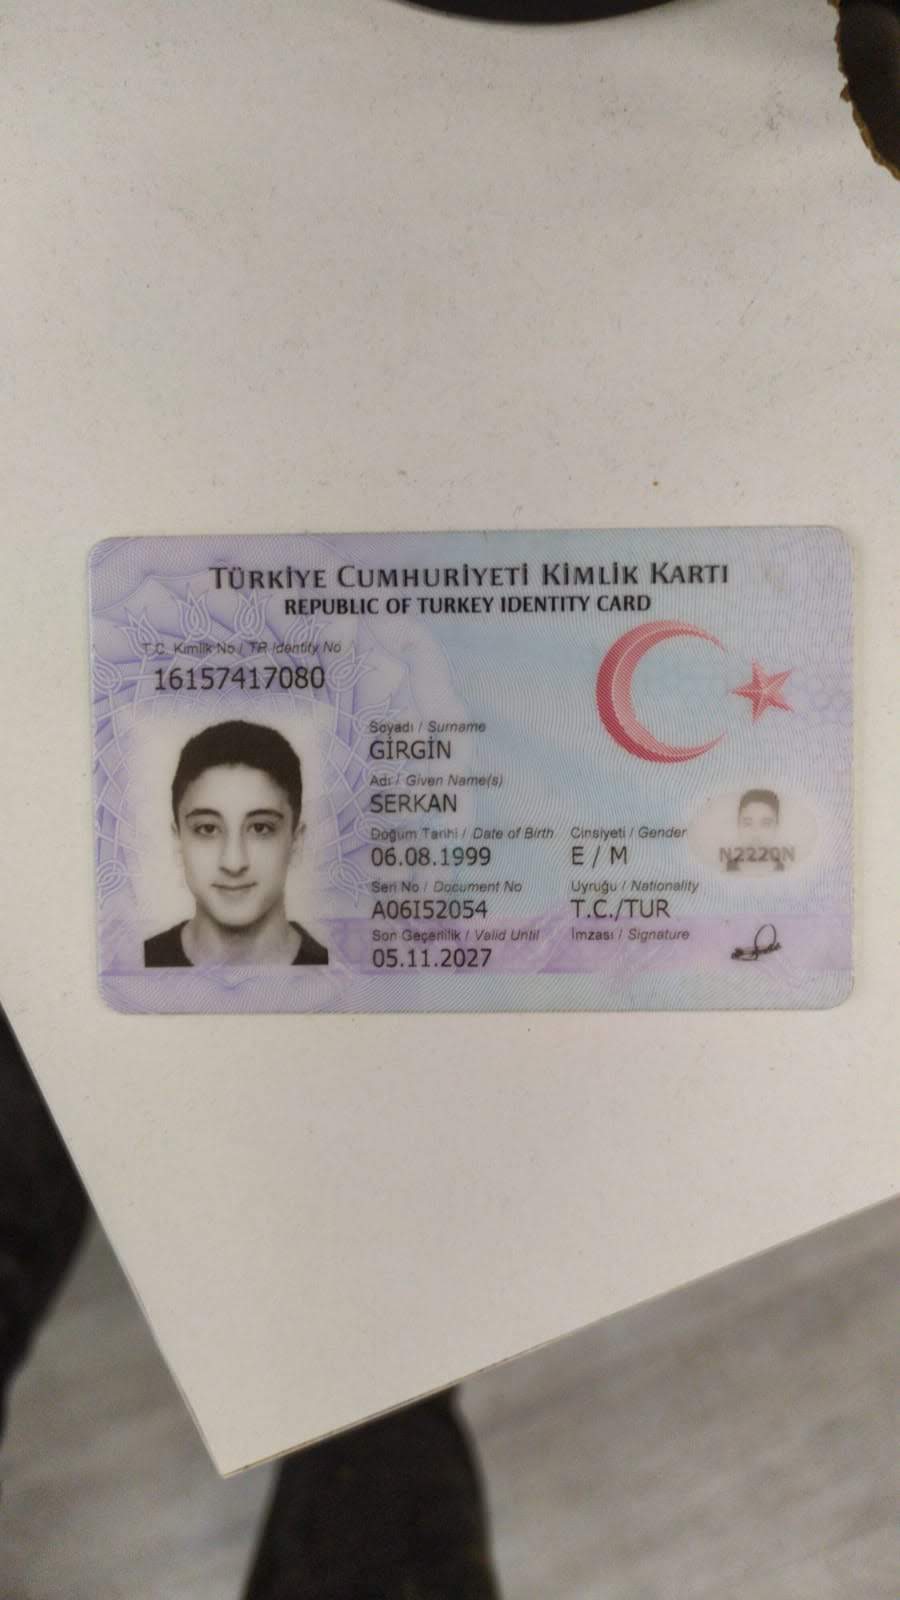 TÜRKİYE CUMHURİYETİ KİMLİK KARTI
REPUBLIC OF TURKEY IDENTITY CARD
T.C. Kimlik No / TR Identity No
16157417080
Soyadı / Surname
GİRGİN
Adı / Given Name(s)
SERKAN
Doğum Tarihi / Date of Birth Cinsiyeti / Gender
06.08.1999 E / M
N2220N
Seri No / Document No Uyruğu / Nationality
A06I52054 T.C./TUR
Son Geçerlilik / Valid Until İmzası / Signature
05.11.2027